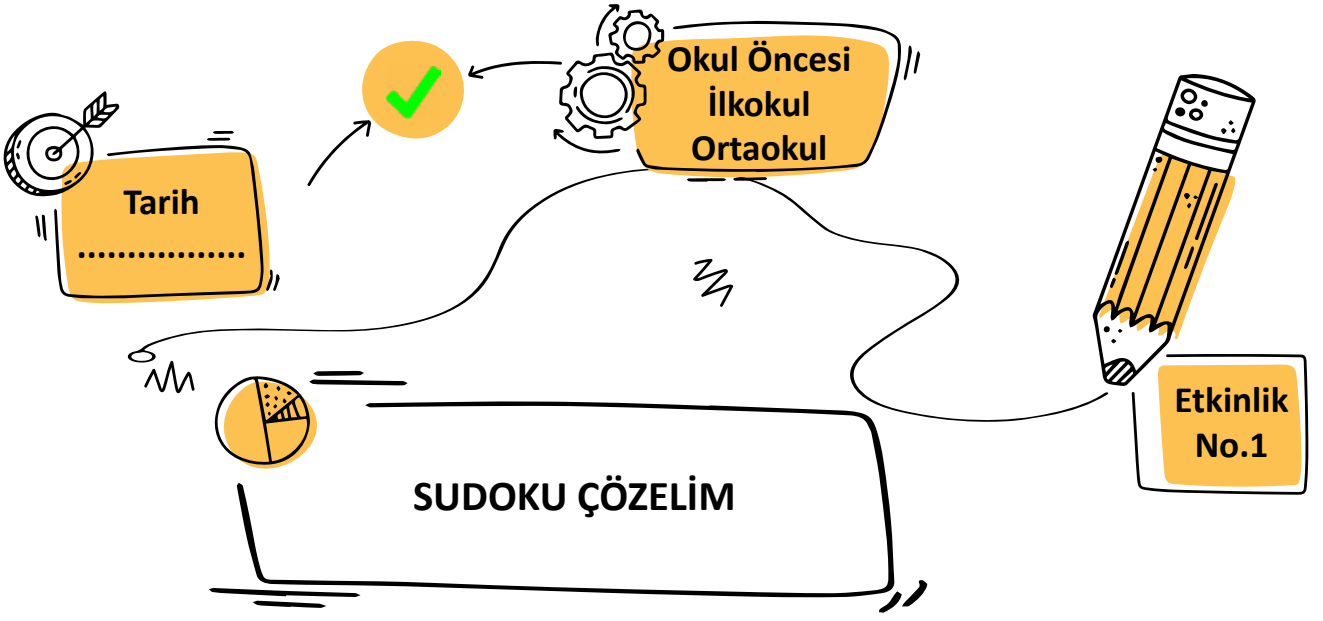 Okul Öncesi
İlkokul
Ortaokul
Tarih
.................
Etkinlik
No.1
SUDOKU ÇÖZELİM